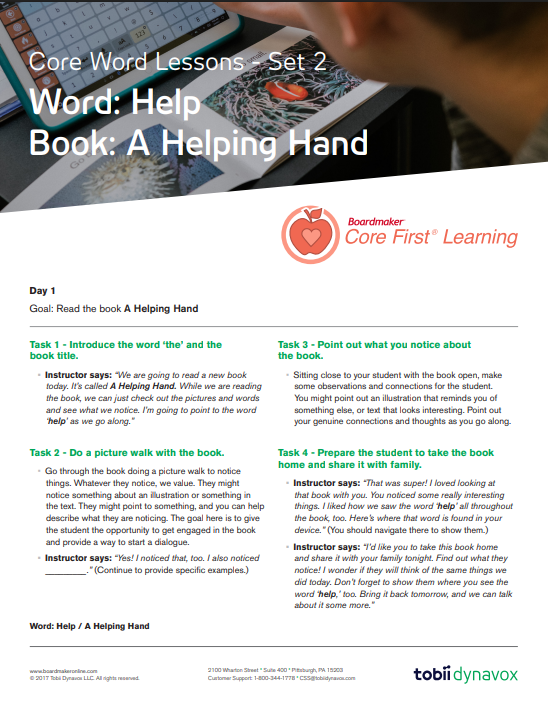 Core Word Lessons - Set 2
Word: Help
Book: A Helping Hand
Boardmaker
Core First® Learning
Day 1
Goal: Read the book A Helping Hand
Task 1 - Introduce the word ‘the’ and the
book title.
• Instructor says: “We are going to read a new book
today. It’s called A Helping Hand. While we are reading
the book, we can just check out the pictures and words
and see what we notice. I’m going to point to the word
‘help’ as we go along.”
Task 2 - Do a picture walk with the book.
• Go through the book doing a picture walk to notice
things. Whatever they notice, we value. They might
notice something about an illustration or something in
the text. They might point to something, and you can help
describe what they are noticing. The goal here is to give
the student the opportunity to get engaged in the book
and provide a way to start a dialogue.
• Instructor says: “Yes! I noticed that, too. I also noticed
________.” (Continue to provide specific examples.)
Task 3 - Point out what you notice about
the book.
• Sitting close to your student with the book open, make
some observations and connections for the student.
You might point out an illustration that reminds you of
something else, or text that looks interesting. Point out
your genuine connections and thoughts as you go along.
Task 4 - Prepare the student to take the book
home and share it with family.
• Instructor says: “That was super! I loved looking at
that book with you. You noticed some really interesting
things. I liked how we saw the word ‘help’ all throughout
the book, too. Here’s where that word is found in your
device.” (You should navigate there to show them.)
• Instructor says: “I’d like you to take this book home
and share it with your family tonight. Find out what they
notice! I wonder if they will think of the same things we
did today. Don’t forget to show them where you see the
word ‘help,’ too. Bring it back tomorrow, and we can talk
about it some more.”
Word: Help / A Helping Hand
www.boardmakeronline.com
© 2017 Tobii Dynavox LLC. All rights reserved.
2100 Wharton Street * Suite 400 * Pittsburgh, PA 15203
Customer Support: 1-800-344-1778 * CSS@tobiidynavox.com
tobii dynavox